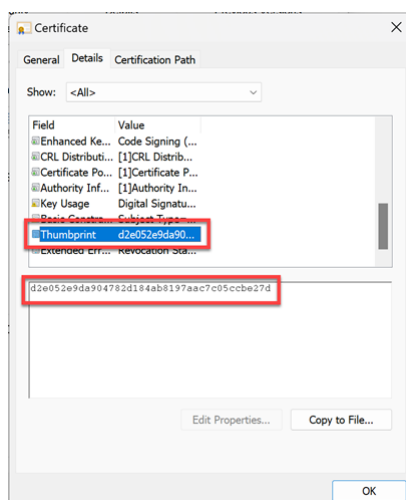 Certificate
General Details Certification Path
Show: <All>
Field Value
Enhanced Ke... Code Signing (...
CRL Distributi... [1]CRL Distrib...
Certificate Po... [1]Certificate P...
Authority Inf... [1]Authority In...
Key Usage Digital Signatu...
Basic Constra... Subject Type=...
Thumbprint d2e052e9da90...
Extended Err... Revocation Sta...
d2e052e9da904782d184ab8197aac7c05ccbe27d
Edit Properties... Copy to File...
OK